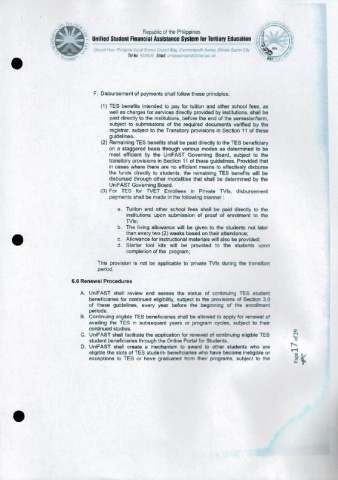 Republic of the Philippines
Unified Student Financial Assistance System for Tertiary Education
F. Disbursement of payments shall follow these principles:
(1) TES benefits intended to pay for tuition and other school fees, as
well as charges for services directly provided by institutions, shall be
paid directly to the institutions, before the end of the semester/term,
subject to submissions of the required documents verified by the
registrar, subject to the Transitory provisions in Section 11 of these
guidelines.
(2) Remaining TES benefits shall be paid directly to the TES beneficiary
on a staggered basis through various modes as determined to be
most efficient by the UniFAST Governing Board, subject to the
transitory provisions in Section 11 of these guidelines. Provided that
in cases where there are no efficient means to effectively disburse
the funds directly to students, the remaining TES benefits will be
disbursed through other modalities that shall be determined by the
UniFAST Governing Board.
(3) For TES for TVET Enrollees in Private TVIs, disbursement
payments shall be made in the following manner:
a. Tuition and other school fees shall be paid directly to the
institutions upon submission of proof of enrolment to the
TVIs;
b. The living allowance will be given to the students not later
than every two (2) weeks based on their attendance;
c. Allowance for instructional materials will also be provided;
d. Starter tool kits will be provided to the students upon
completion of the program;
This provision is not be applicable to private TVIs during the transition
period.
6.6 Renewal Procedures
A. UniFAST shall review and assess the status of continuing TES student
beneficiaries for continued eligibility, subject to the provisions of Section 3.0
of these guidelines, every year before the beginning of the enrollment
periods.
B. Continuing eligible TES beneficiaries shall be allowed to apply for renewal of
availing the TES in subsequent years or program cycles, subject to their
continued studies.
C. UniFAST shall facilitate the application for renewal of continuing eligible TES
student beneficiaries through the Online Portal for Students.
D. UniFAST shall create a mechanism to award to other students who are
eligible the slots of TES student- beneficiaries who have become ineligible or
exceptions to TES or have graduated from their programs, subject to the
Page 17 of